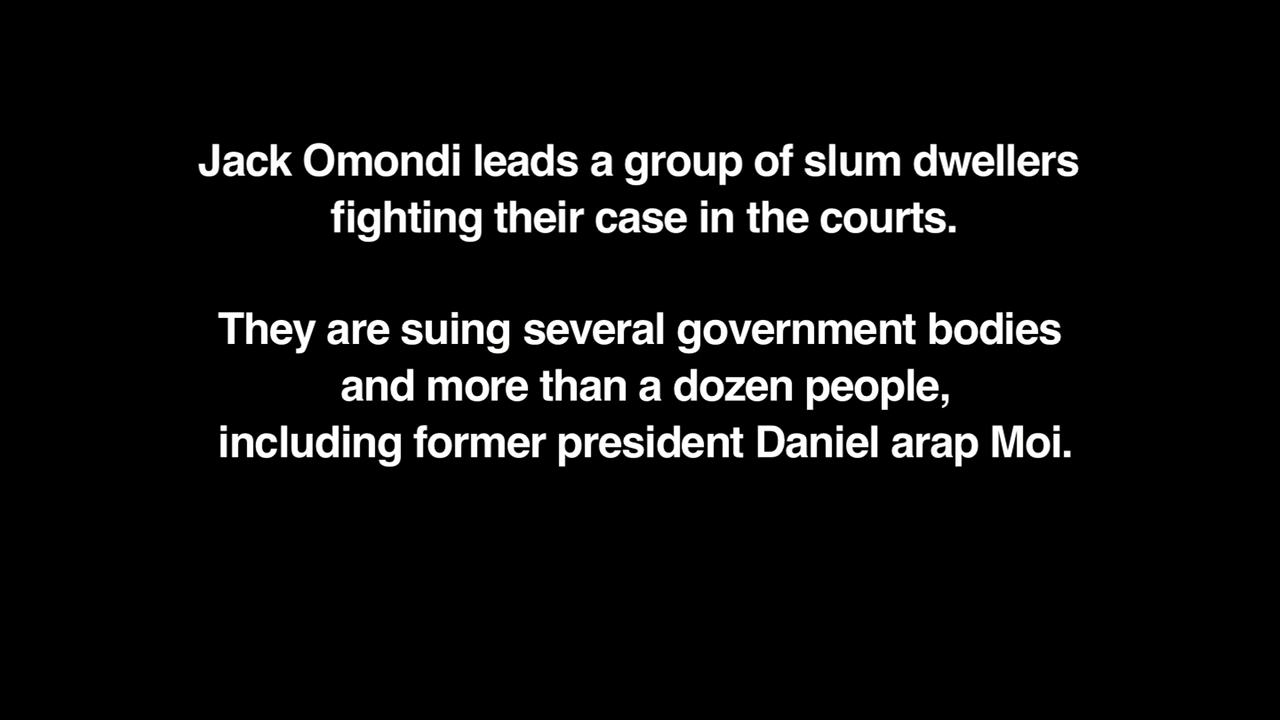 Jack Omondi leads a group of slum dwellers
fighting their case in the courts.
They are suing several government bodies
and more than a dozen people,
including former president Daniel arap Moi.